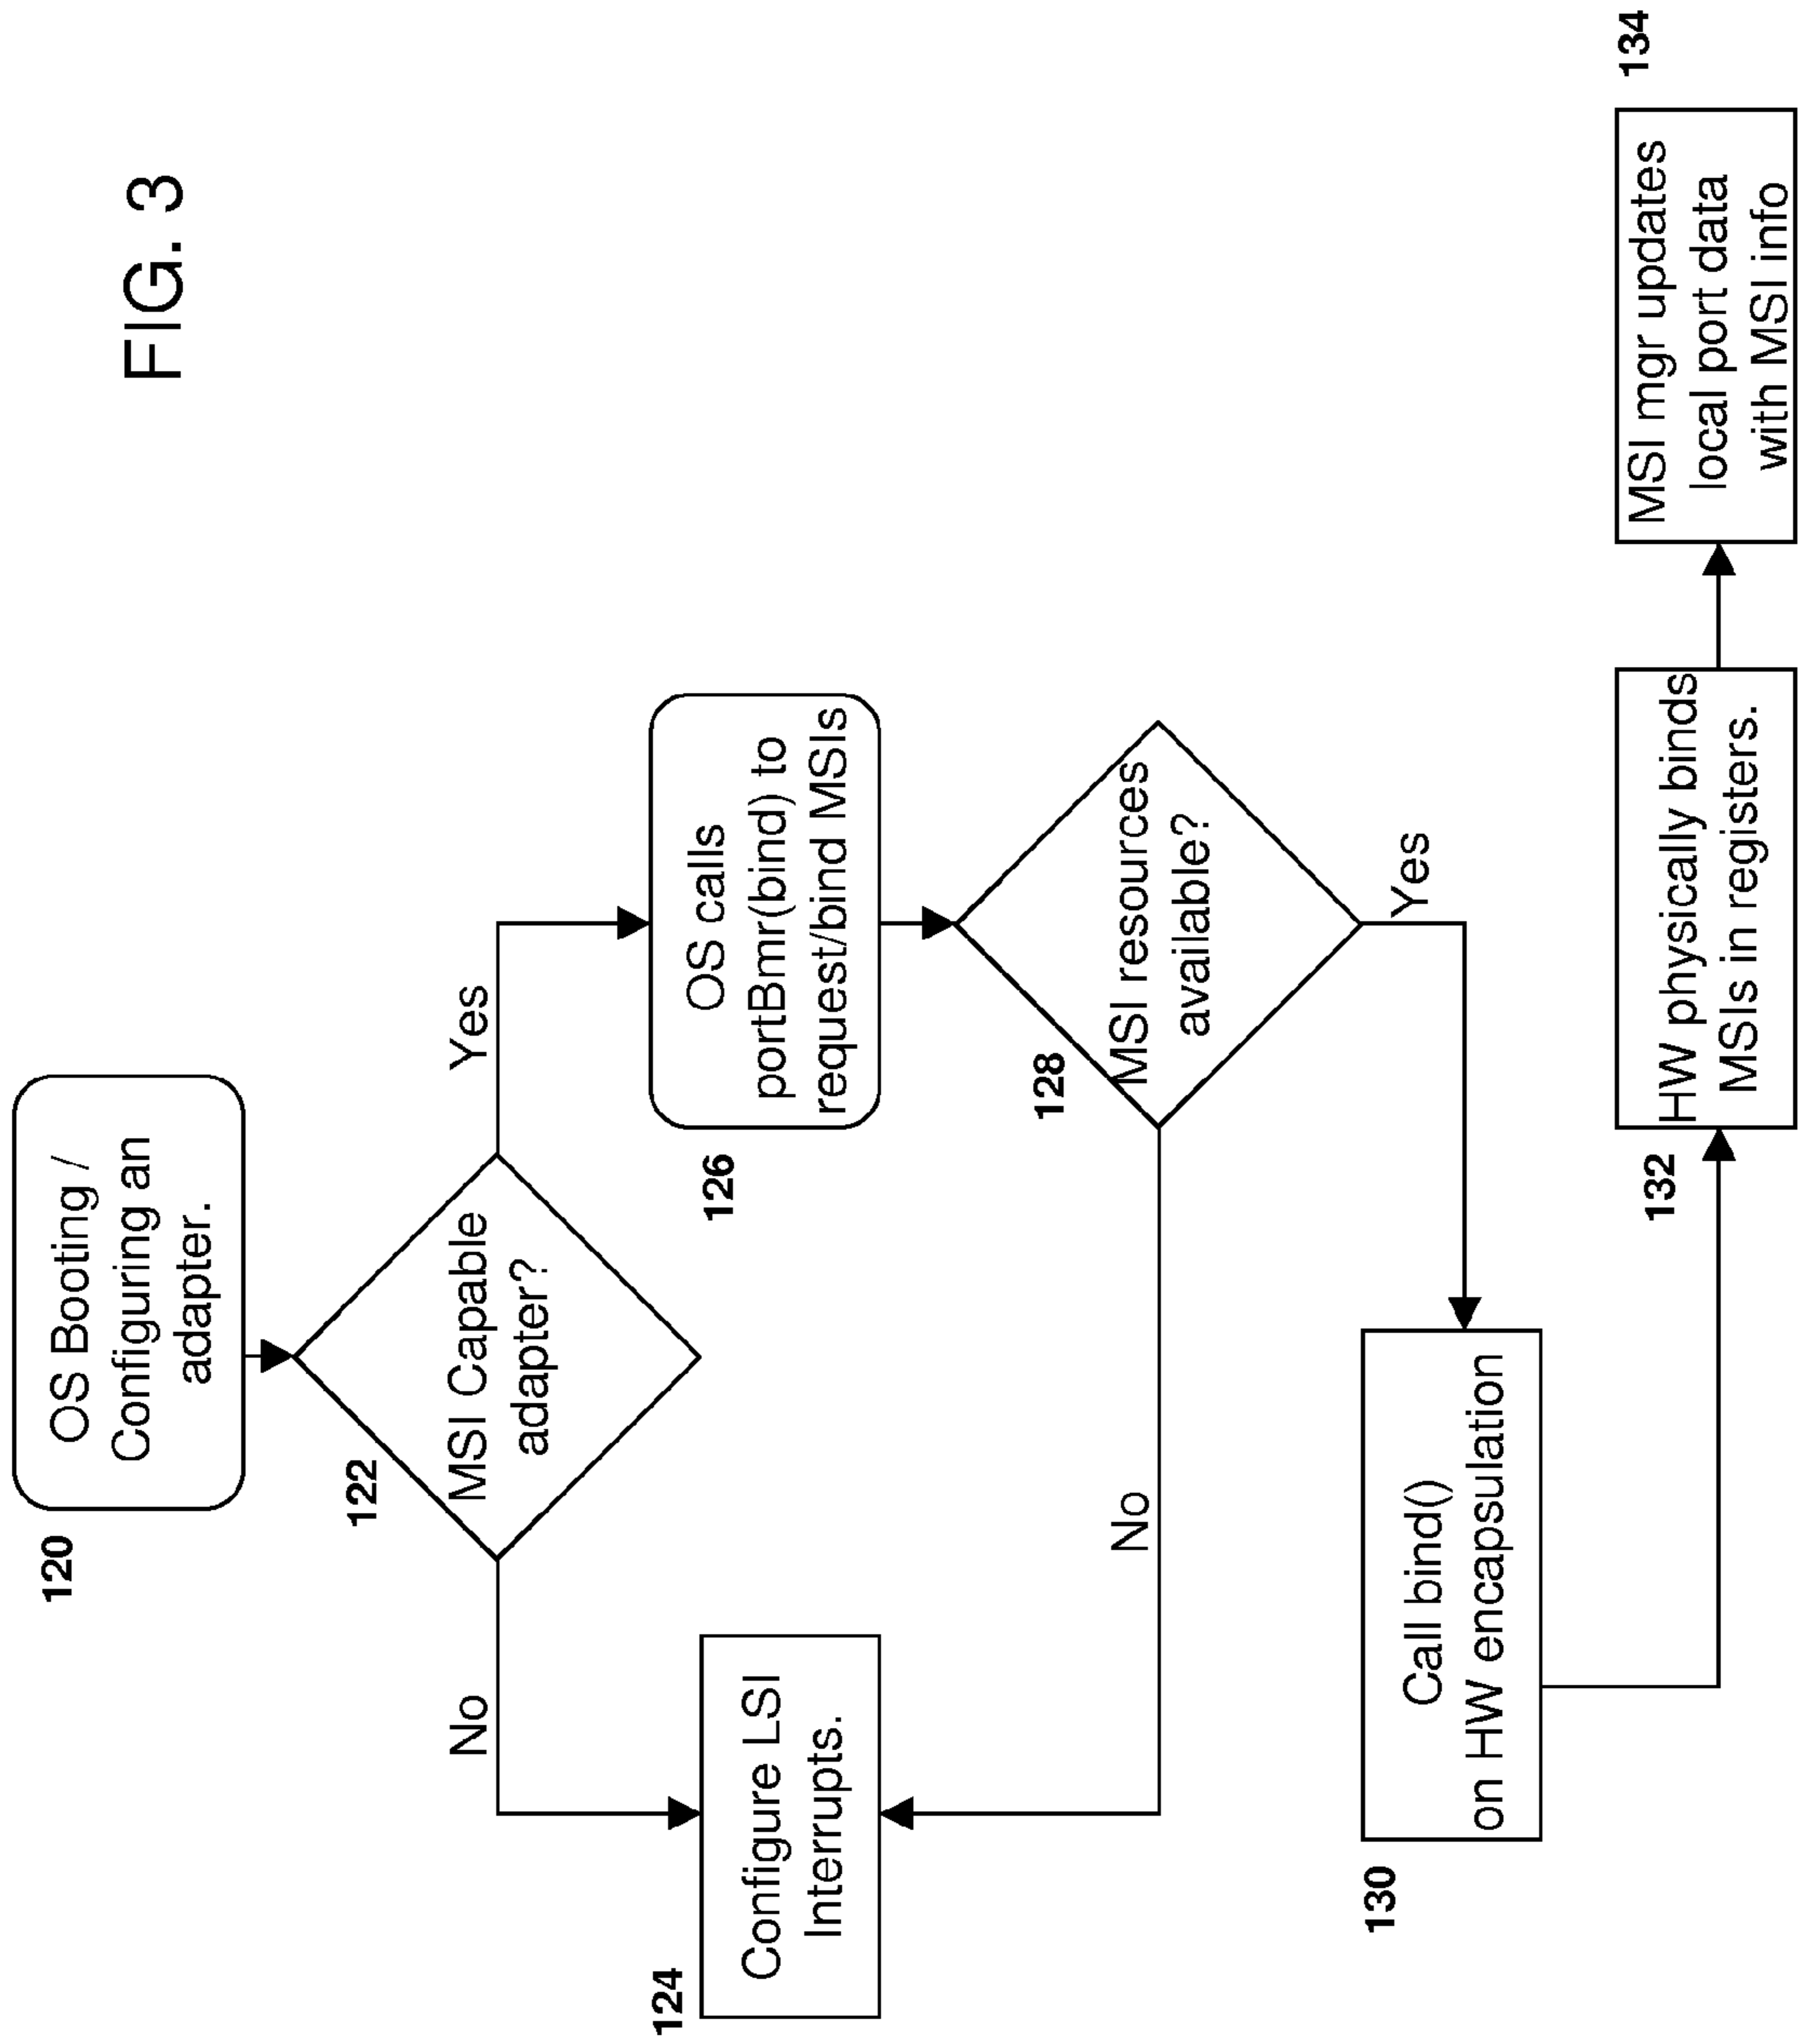 FIG. 3
120
OS Booting /
Configuring an
adapter.
122
MSI Capable
adapter?
No
Yes
124
Configure LSI
Interrupts.
126
OS calls
portBmr(bind) to
request/bind MSIs
128
MSI resources
available?
No
Yes
130
Call bind()
on HW encapsulation
132
HW physically binds
MSIs in registers.
134
MSI mgr updates
local port data
with MSI info